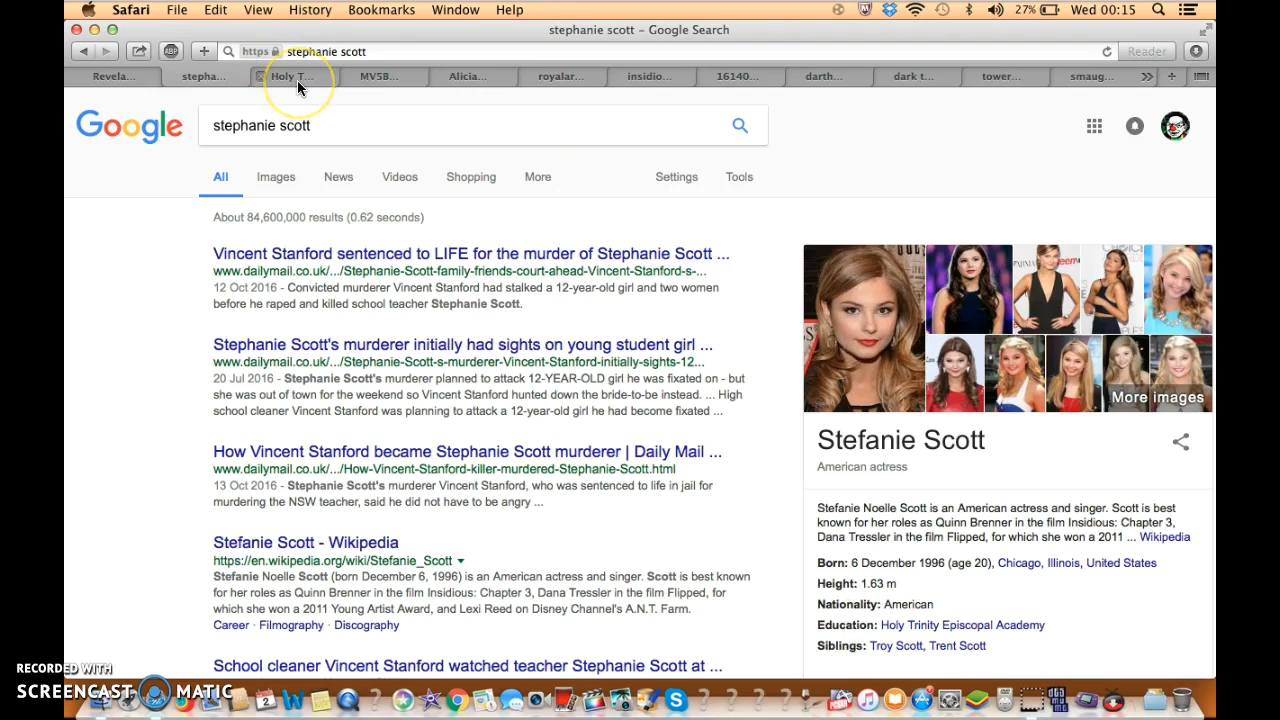 Safari File Edit View History Bookmarks Window Help 27% Wed 00:15
stephanie scott – Google Search
ABP + https stephanie scott Reader
Revela... stepha... Holy T... MV5B... Alicia... royalar... insidio... 16140... darth... dark t... tower... smaug... >> +
Google stephanie scott
All Images News Videos Shopping More Settings Tools
About 84,600,000 results (0.62 seconds)
Vincent Stanford sentenced to LIFE for the murder of Stephanie Scott ...
www.dailymail.co.uk/.../Stephanie-Scott-family-friends-court-ahead-Vincent-Stanford-s-...
12 Oct 2016 - Convicted murderer Vincent Stanford had stalked a 12-year-old girl and two women
before he raped and killed school teacher Stephanie Scott.
Stephanie Scott's murderer initially had sights on young student girl ...
www.dailymail.co.uk/.../Stephanie-Scott-s-murderer-Vincent-Stanford-initially-sights-12...
20 Jul 2016 - Stephanie Scott's murderer planned to attack 12-YEAR-OLD girl he was fixated on - but
she was out of town for the weekend so Vincent Stanford hunted down the bride-to-be instead. ... High
school cleaner Vincent Stanford was planning to attack a 12-year-old girl he had become fixated ...
How Vincent Stanford became Stephanie Scott murderer | Daily Mail ...
www.dailymail.co.uk/.../How-Vincent-Stanford-killer-murdered-Stephanie-Scott.html
13 Oct 2016 - Stephanie Scott's murderer Vincent Stanford, who was sentenced to life in jail for
murdering the NSW teacher, said he did not have to be angry ...
Stefanie Scott - Wikipedia
https://en.wikipedia.org/wiki/Stefanie_Scott
Stefanie Noelle Scott (born December 6, 1996) is an American actress and singer. Scott is best
known for her roles as Quinn Brenner in the film Insidious: Chapter 3, Dana Tressler in the film Flipped, for
which she won a 2011 Young Artist Award, and Lexi Reed on Disney Channel's A.N.T. Farm.
Career · Filmography · Discography
School cleaner Vincent Stanford watched teacher Stephanie Scott at ...
More images
Stefanie Scott
American actress
Stefanie Noelle Scott is an American actress and singer. Scott is best
known for her roles as Quinn Brenner in the film Insidious: Chapter 3,
Dana Tressler in the film Flipped, for which she won a 2011 ... Wikipedia
Born: 6 December 1996 (age 20), Chicago, Illinois, United States
Height: 1.63 m
Nationality: American
Education: Holy Trinity Episcopal Academy
Siblings: Troy Scott, Trent Scott
RECORDED WITH
SCREENCAST MATIC